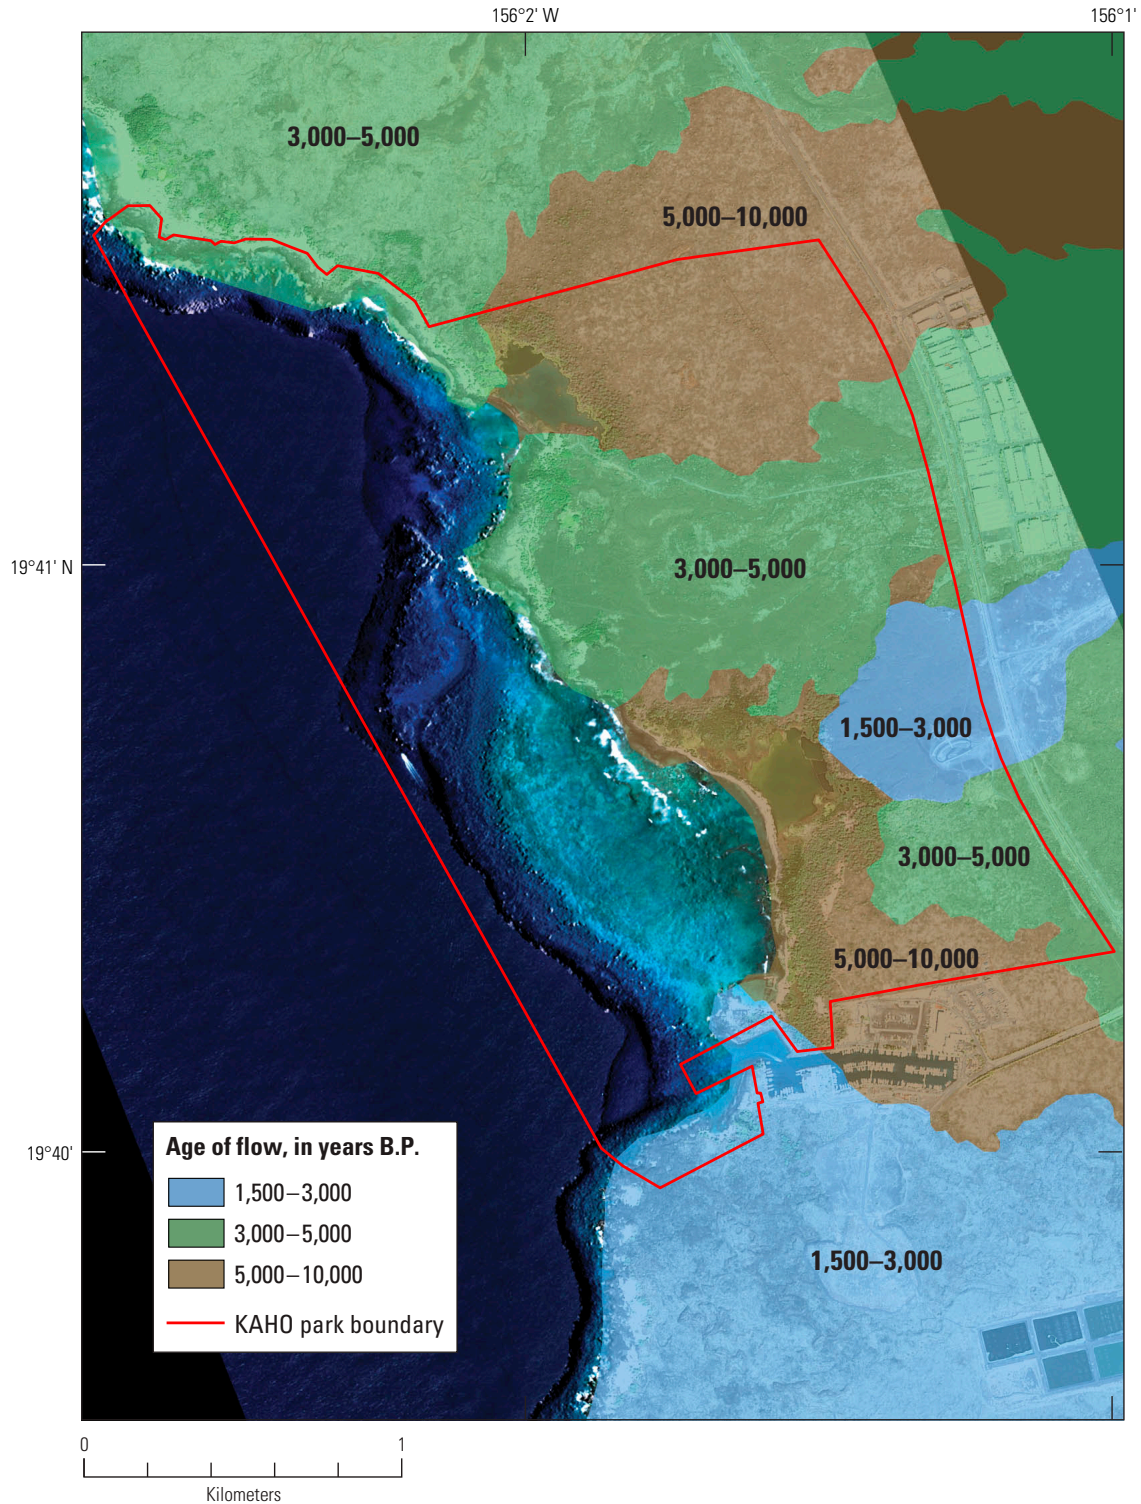 156°2' W
156°1'
3,000–5,000
5,000–10,000
19°41' N
3,000–5,000
1,500–3,000
3,000–5,000
5,000–10,000
19°40'
Age of flow, in years B.P.
1,500–3,000
3,000–5,000
5,000–10,000
KAHO park boundary
1,500–3,000
0 1
Kilometers